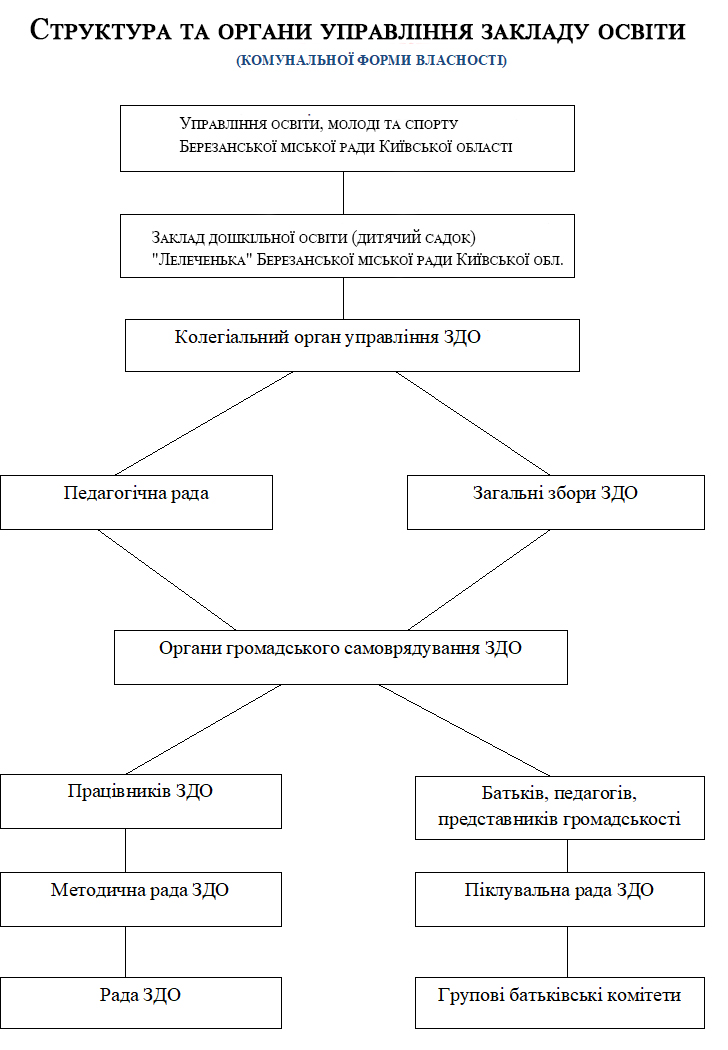 Структура та органи управління закладу освіти
(комунальної форми власності)
Управління освіти, молоді та спорту
Березанської міської ради Київської області
Заклад дошкільної освіти (дитячий садок)
"Лелеченька" Березанської міської ради Київської обл.
Колегіальний орган управління ЗДО
Педагогічна рада
Загальні збори ЗДО
Органи громадського самоврядування ЗДО
Працівників ЗДО
Батьків, педагогів,
представників громадськості
Методична рада ЗДО
Піклувальна рада ЗДО
Рада ЗДО
Групові батьківські комітети